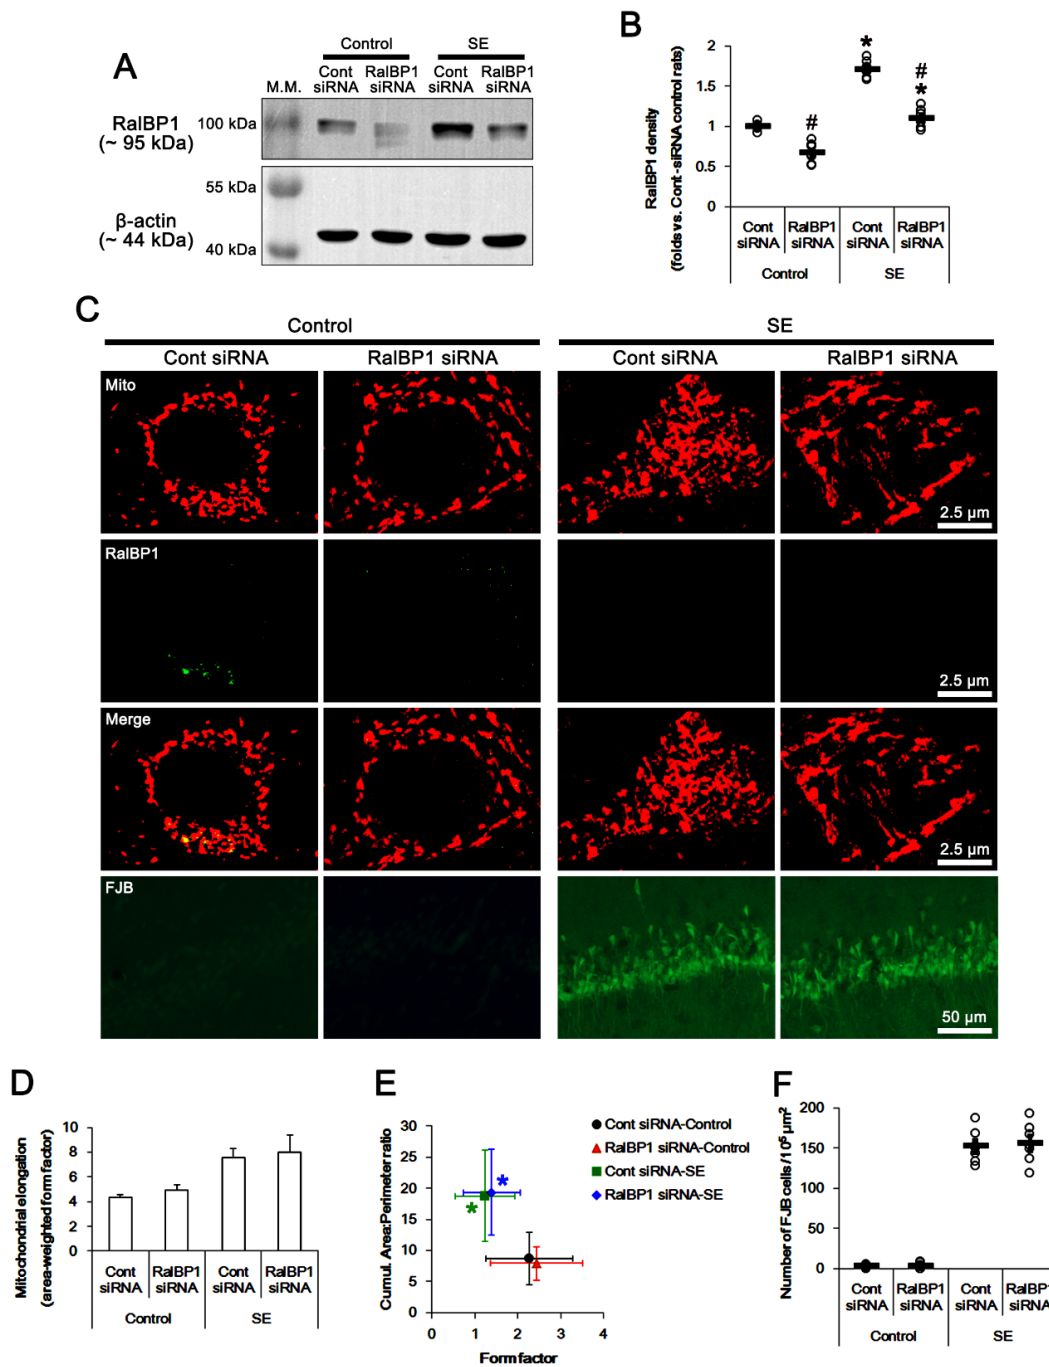 A
Control
SE
M.M.
Cont
siRNA
RalBP1
siRNA
Cont
siRNA
RalBP1
siRNA
RalBP1
(~ 95 kDa)
100 kDa
55 kDa
β-actin
(~ 44 kDa)
40 kDa
B
RalBP1 density
(folds vs. Cont-siRNA control rats)
2
1.5
1
0.5
0
#
*
#
*
Cont
siRNA
RalBP1
siRNA
Cont
siRNA
RalBP1
siRNA
Control
SE
C
Control
SE
Cont siRNA
RalBP1 siRNA
Cont siRNA
RalBP1 siRNA
Mito
2.5 µm
RalBP1
2.5 µm
Merge
2.5 µm
FJB
50 µm
D
Mitochondrial elongation
(area-weighted form factor)
10
8
6
4
2
0
Cont
siRNA
RalBP1
siRNA
Cont
siRNA
RalBP1
siRNA
Control
SE
E
Cumul. Area:Perimeter ratio
30
25
20
15
10
5
0
0
1
2
3
4
Form factor
*
*
Cont siRNA-Control
RalBP1 siRNA-Control
Cont siRNA-SE
RalBP1 siRNA-SE
F
Number of FJB cells/10⁵ µm²
200
150
100
50
0
Cont
siRNA
RalBP1
siRNA
Cont
siRNA
RalBP1
siRNA
Control
SE